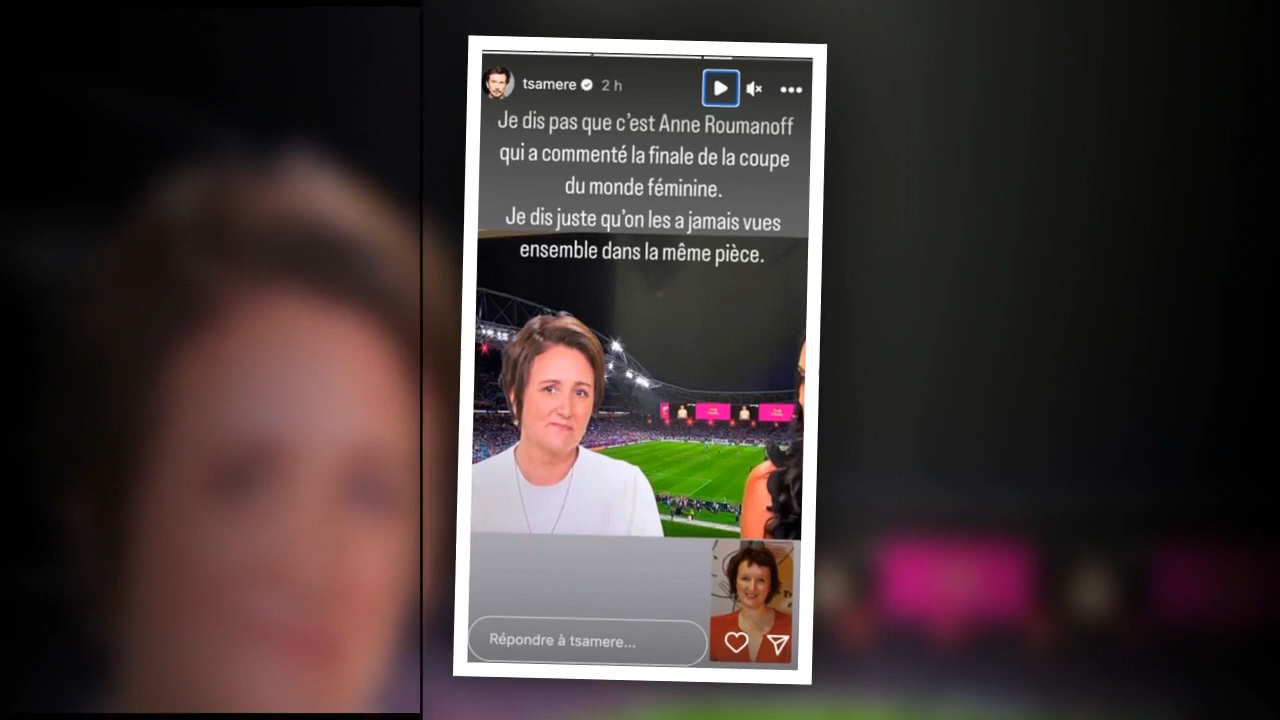 tsamere 2 h
Je dis pas que c'est Anne Roumanoff
qui a commenté la finale de la coupe
du monde féminine.
Je dis juste qu'on les a jamais vues
ensemble dans la même pièce.
Répondre à tsamere...